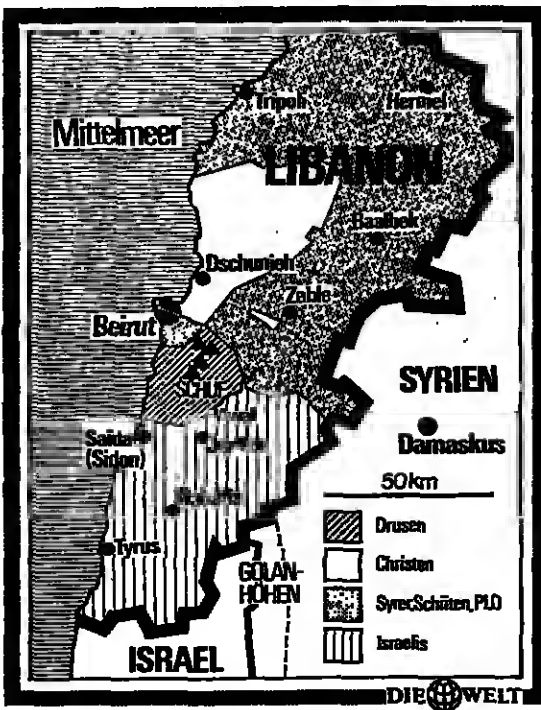 Tripoli
Hermel
Mittelmeer
LIBANON
Baalbek
Dschunieh
Zahle
Beirut
SCHUF
SYRIEN
Saida
(Sidon)
Damaskus
50km
Tyrus
Drusen
Christen
Syrer, Schiiten, PLO
Israelis
GOLAN-
HÖHEN
ISRAEL
DIE WELT